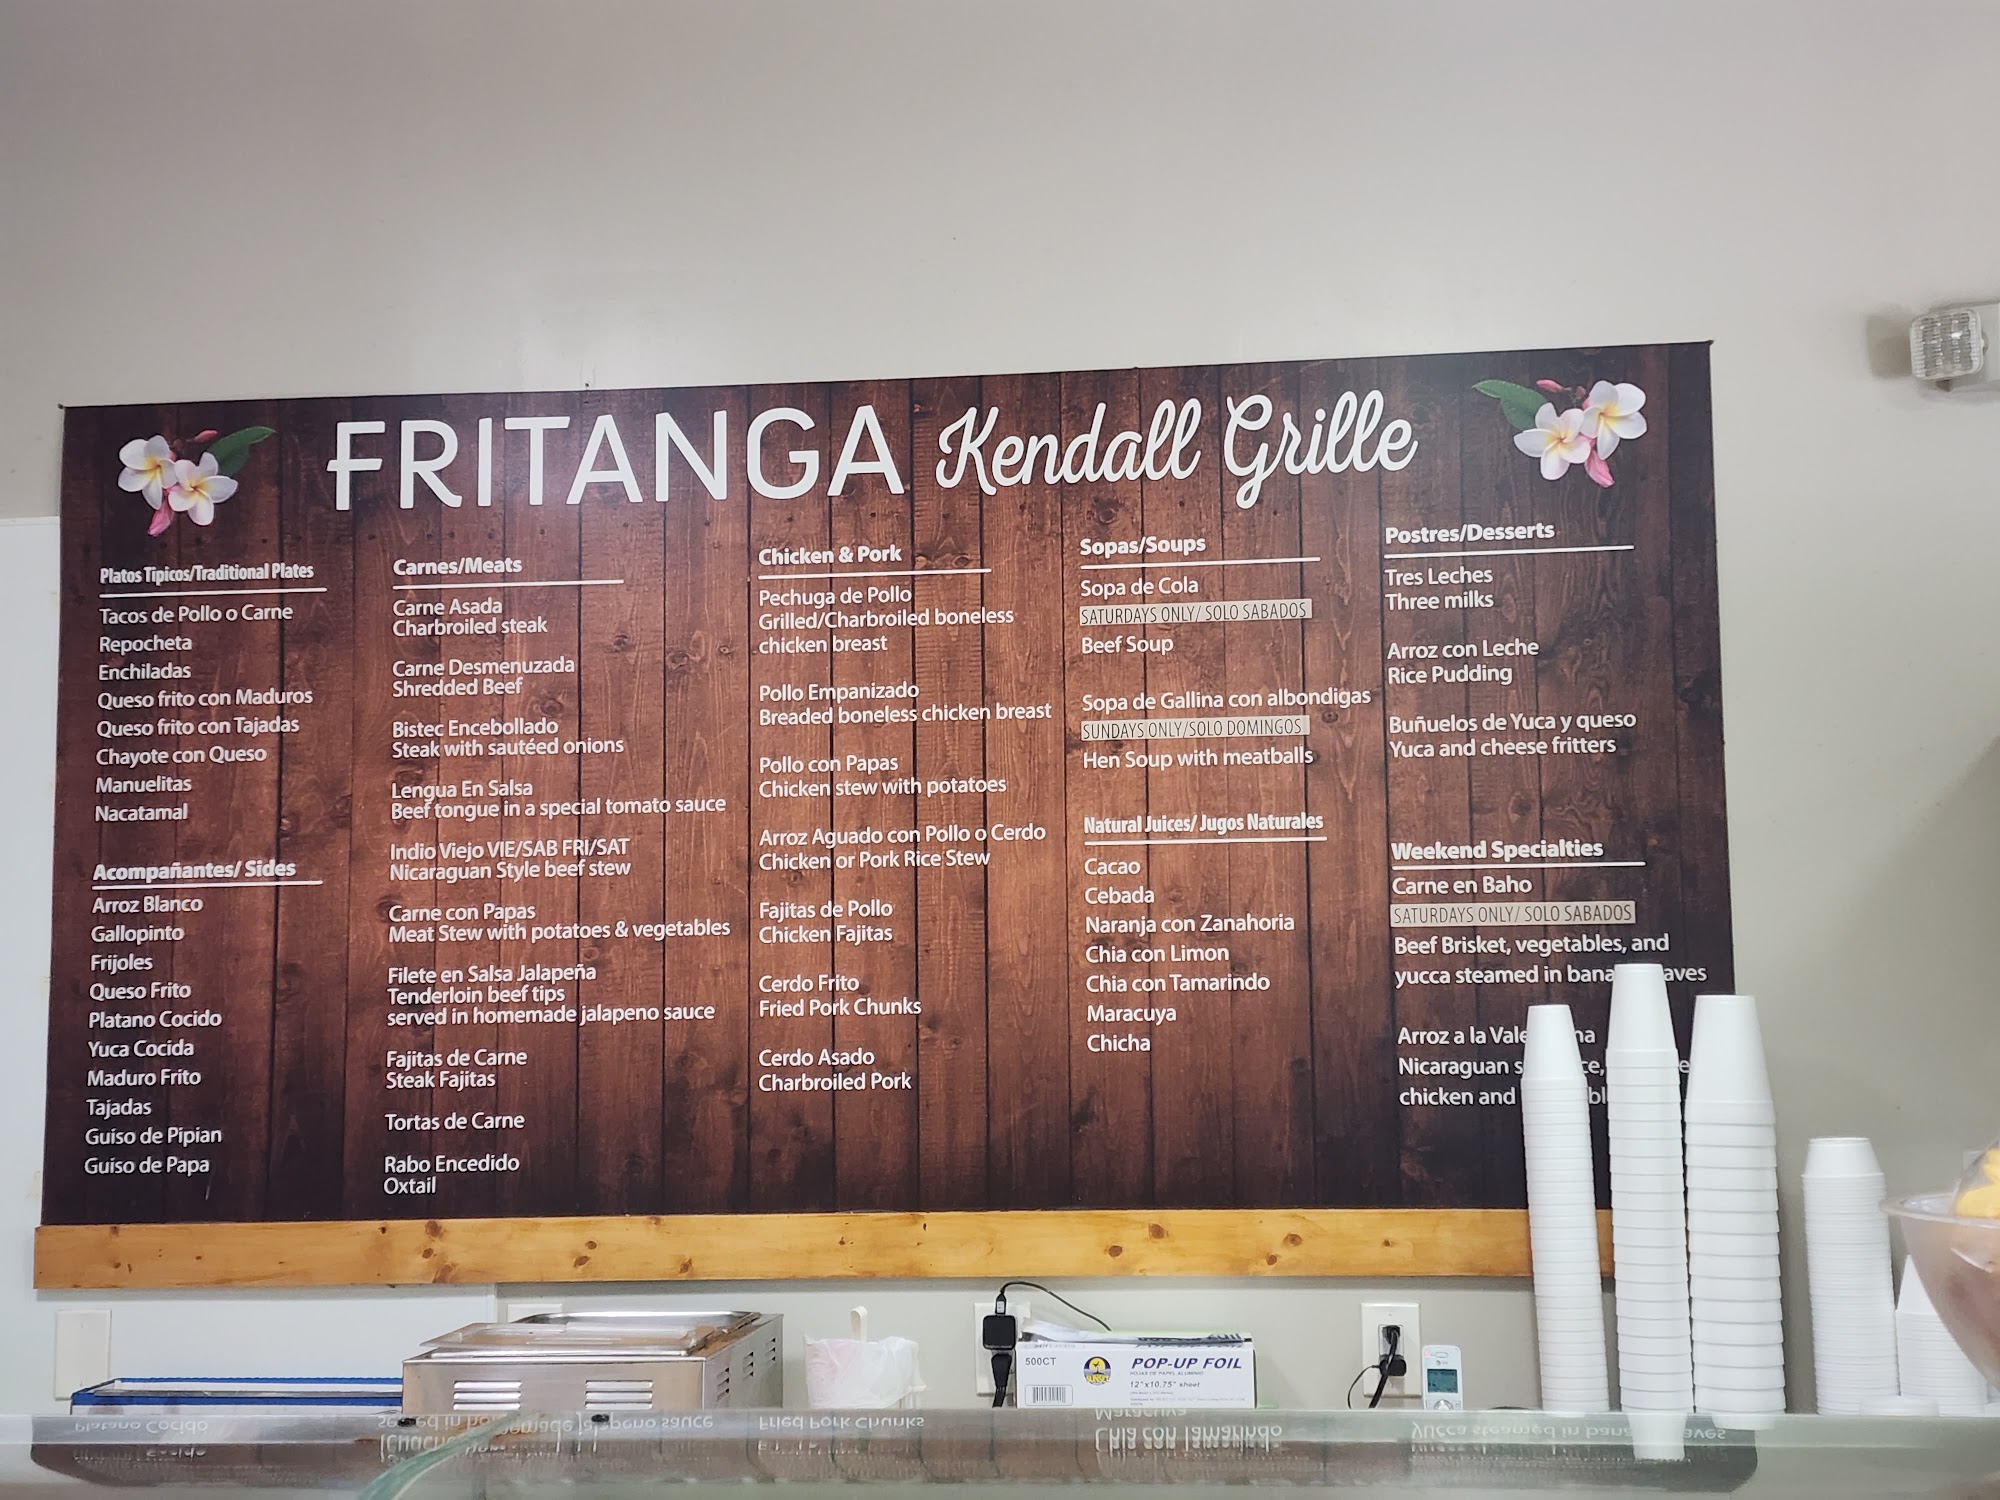 FRITANGA Kendall Grille
Platos Tipicos/Traditional Plates
Tacos de Pollo o Carne
Repocheta
Enchiladas
Queso frito con Maduros
Queso frito con Tajadas
Chayote con Queso
Manuelitas
Nacatamal
Acompañantes/ Sides
Arroz Blanco
Gallopinto
Frijoles
Queso Frito
Platano Cocido
Yuca Cocida
Maduro Frito
Tajadas
Guiso de Pipian
Guiso de Papa
Carnes/Meats
Carne Asada
Charbroiled steak
Carne Desmenuzada
Shredded Beef
Bistec Encebollado
Steak with sautéed onions
Lengua En Salsa
Beef tongue in a special tomato sauce
Indio Viejo VIE/SAB FRI/SAT
Nicaraguan Style beef stew
Carne con Papas
Meat Stew with potatoes & vegetables
Filete en Salsa Jalapeña
Tenderloin beef tips
served in homemade jalapeno sauce
Fajitas de Carne
Steak Fajitas
Tortas de Carne
Rabo Encedido
Oxtail
Chicken & Pork
Pechuga de Pollo
Grilled/Charbroiled boneless
chicken breast
Pollo Empanizado
Breaded boneless chicken breast
Pollo con Papas
Chicken stew with potatoes
Arroz Aguado con Pollo o Cerdo
Chicken or Pork Rice Stew
Fajitas de Pollo
Chicken Fajitas
Cerdo Frito
Fried Pork Chunks
Cerdo Asado
Charbroiled Pork
Sopas/Soups
Sopa de Cola
SATURDAYS ONLY/ SOLO SABADOS
Beef Soup
Sopa de Gallina con albondigas
SUNDAYS ONLY/SOLO DOMINGOS
Hen Soup with meatballs
Natural Juices/ Jugos Naturales
Cacao
Cebada
Naranja con Zanahoria
Chia con Limon
Chia con Tamarindo
Maracuya
Chicha
Postres/Desserts
Tres Leches
Three milks
Arroz con Leche
Rice Pudding
Buñuelos de Yuca y queso
Yuca and cheese fritters
Weekend Specialties
Carne en Baho
SATURDAYS ONLY/ SOLO SABADOS
Beef Brisket, vegetables, and
yucca steamed in
Arroz a la
Nicaraguan
chicken and
500CT
SUNSET
POP-UP FOIL
HOJAS DE PAPEL ALUMINIO
12"x10.75" sheet